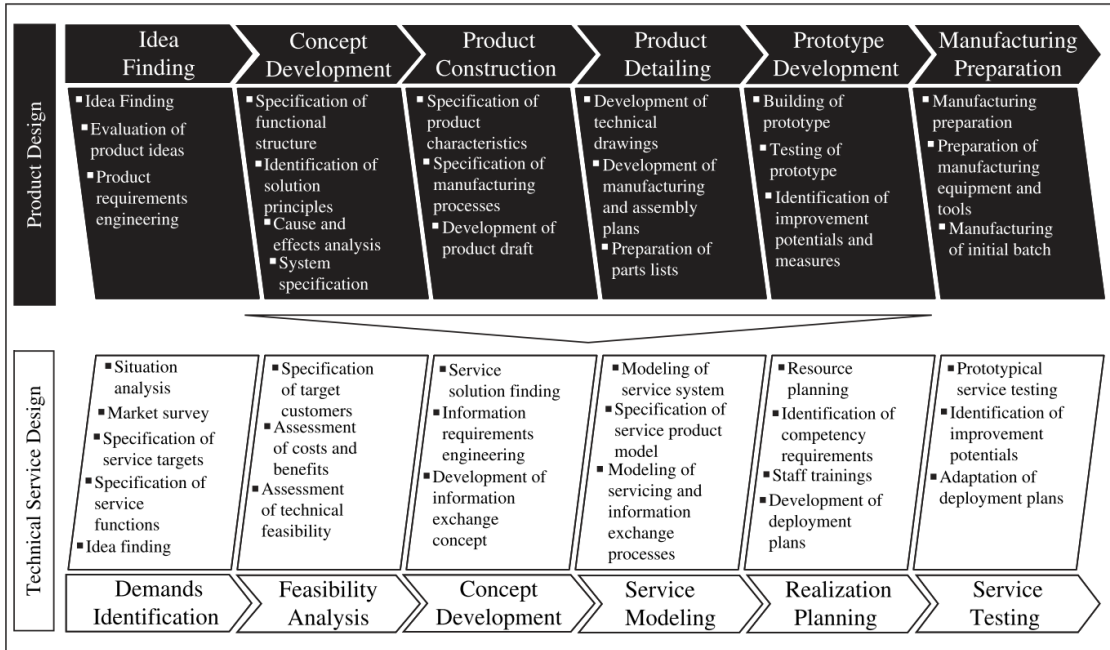 Product Design
Idea
Finding
Concept
Development
Product
Construction
Product
Detailing
Prototype
Development
Manufacturing
Preparation
▪ Idea Finding
▪ Evaluation of
product ideas
▪ Product
requirements
engineering
▪ Specification of
functional
structure
▪ Identification of
solution
principles
▪ Cause and
effects analysis
▪ System
specification
▪ Specification of
product
characteristics
▪ Specification of
manufacturing
processes
▪ Development of
product draft
▪ Development of
technical
drawings
▪ Development of
manufacturing
and assembly
plans
▪ Preparation of
parts lists
▪ Building of
prototype
▪ Testing of
prototype
▪ Identification of
improvement
potentials and
measures
▪ Manufacturing
preparation
▪ Preparation of
manufacturing
equipment and
tools
▪ Manufacturing
of initial batch
Technical Service Design
▪ Situation
analysis
▪ Market survey
▪ Specification of
service targets
▪ Specification of
service
functions
▪ Idea finding
▪ Specification
of target
customers
▪ Assessment
of costs and
benefits
▪ Assessment
of technical
feasibility
▪ Service
solution finding
▪ Information
requirements
engineering
▪ Development of
information
exchange
concept
▪ Modeling of
service system
▪ Specification of
service product
model
▪ Modeling of
servicing and
information
exchange
processes
▪ Resource
planning
▪ Identification of
competency
requirements
▪ Staff trainings
▪ Development of
deployment
plans
▪ Prototypical
service testing
▪ Identification of
improvement
potentials
▪ Adaptation of
deployment plans
Demands
Identification
Feasibility
Analysis
Concept
Development
Service
Modeling
Realization
Planning
Service
Testing